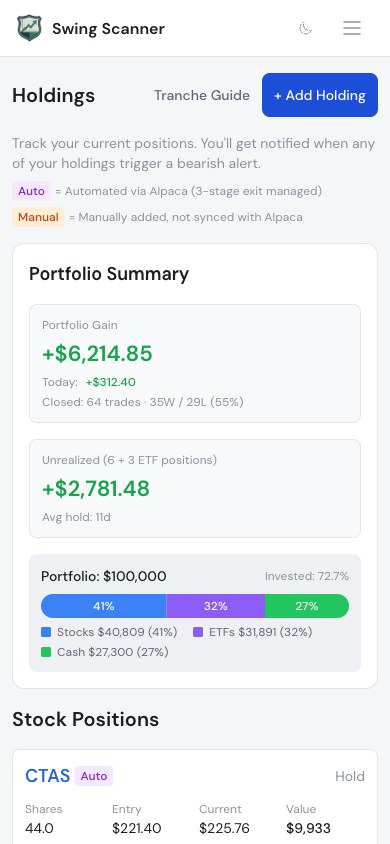 Swing Scanner
Holdings
Tranche Guide
+ Add Holding
Track your current positions. You'll get notified when any
of your holdings trigger a bearish alert.
Auto = Automated via Alpaca (3-stage exit managed)
Manual = Manually added, not synced with Alpaca
Portfolio Summary
Portfolio Gain
+$6,214.85
Today: +$312.40
Closed: 64 trades · 35W / 29L (55%)
Unrealized (6 + 3 ETF positions)
+$2,781.48
Avg hold: 11d
Portfolio: $100,000 Invested: 72.7%
41% 32% 27%
Stocks $40,809 (41%) ETFs $31,891 (32%)
Cash $27,300 (27%)
Stock Positions
CTAS Auto Hold
Shares Entry Current Value
44.0 $221.40 $225.76 $9,933